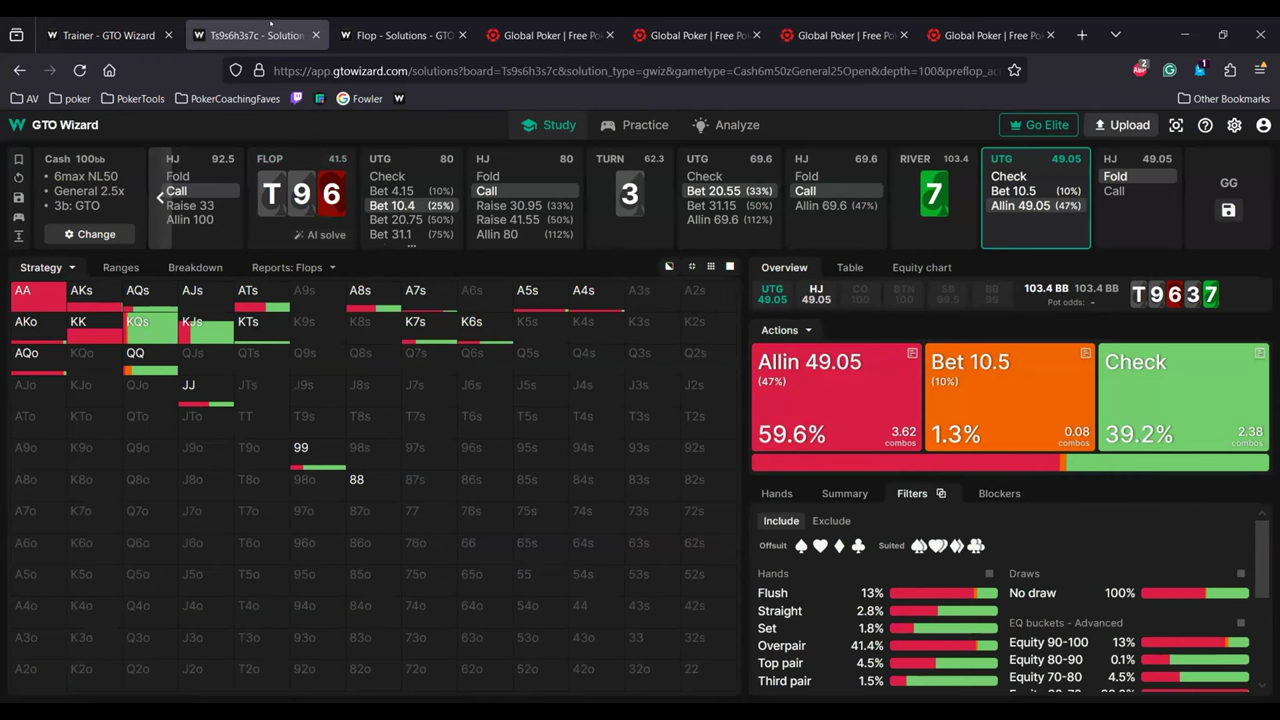 Trainer - GTO Wizard
Ts9s6h3s7c - Solution
Flop - Solutions - GTO
Global Poker | Free Po
Global Poker | Free Po
Global Poker | Free Po
Global Poker | Free Po
https://app.gtowizard.com/solutions?board=Ts9s6h3s7c&solution_type=gwiz&gametype=Cash6m50zGeneral25Open&depth=100&preflop_ac
AV
poker
PokerTools
PokerCoachingFaves
Fowler
Other Bookmarks
GTO Wizard
Study
Practice
Analyze
Go Elite
Upload
Cash 100bb
6max NL50
General 2.5x
3b: GTO
Change
HJ 92.5
Fold
Call
Raise 33
Allin 100
FLOP 41.5
T 9 6
AI solve
UTG 80
Check
Bet 4.15 (10%)
Bet 10.4 (25%)
Bet 20.75 (50%)
Bet 31.1 (75%)
HJ 80
Fold
Call
Raise 30.95 (33%)
Raise 41.55 (50%)
Allin 80 (112%)
TURN 62.3
3
UTG 69.6
Check
Bet 20.55 (33%)
Bet 31.15 (50%)
Allin 69.6 (112%)
HJ 69.6
Fold
Call
Allin 69.6 (47%)
RIVER 103.4
7
UTG 49.05
Check
Bet 10.5 (10%)
Allin 49.05 (47%)
HJ 49.05
Fold
Call
GG
Strategy Ranges Breakdown Reports: Flops
AA AKs AQs AJs ATs A9s A8s A7s A6s A5s A4s A3s A2s
AKo KK KQs KJs KTs K9s K8s K7s K6s K5s K4s K3s K2s
AQo KQo QQ QJs QTs Q9s Q8s Q7s Q6s Q5s Q4s Q3s Q2s
AJo KJo QJo JJ JTs J9s J8s J7s J6s J5s J4s J3s J2s
ATo KTo QTo JTo TT T9s T8s T7s T6s T5s T4s T3s T2s
A9o K9o Q9o J9o T9o 99 98s 97s 96s 95s 94s 93s 92s
A8o K8o Q8o J8o T8o 98o 88 87s 86s 85s 84s 83s 82s
A7o K7o Q7o J7o T7o 97o 87o 77 76s 75s 74s 73s 72s
A6o K6o Q6o J6o T6o 96o 86o 76o 66 65s 64s 63s 62s
A5o K5o Q5o J5o T5o 95o 85o 75o 65o 55 54s 53s 52s
A4o K4o Q4o J4o T4o 94o 84o 74o 64o 54o 44 43s 42s
A3o K3o Q3o J3o T3o 93o 83o 73o 63o 53o 43o 33 32s
A2o K2o Q2o J2o T2o 92o 82o 72o 62o 52o 42o 32o 22
Overview Table Equity chart
UTG HJ CO BTN SB BB
49.05 49.05 100 100 99.5 99
103.4 BB 103.4 BB
Pot odds: -
T 9 6 3 7
Actions
Allin 49.05
(47%)
59.6% 3.62 combos
Bet 10.5
(10%)
1.3% 0.08 combos
Check
39.2% 2.38 combos
Hands Summary Filters Blockers
Include Exclude
Offsuit Suited
Hands
Flush 13%
Straight 2.8%
Set 1.8%
Overpair 41.4%
Top pair 4.5%
Third pair 1.5%
Draws
No draw 100%
EQ buckets - Advanced
Equity 90-100 13%
Equity 80-90 0.1%
Equity 70-80 4.5%